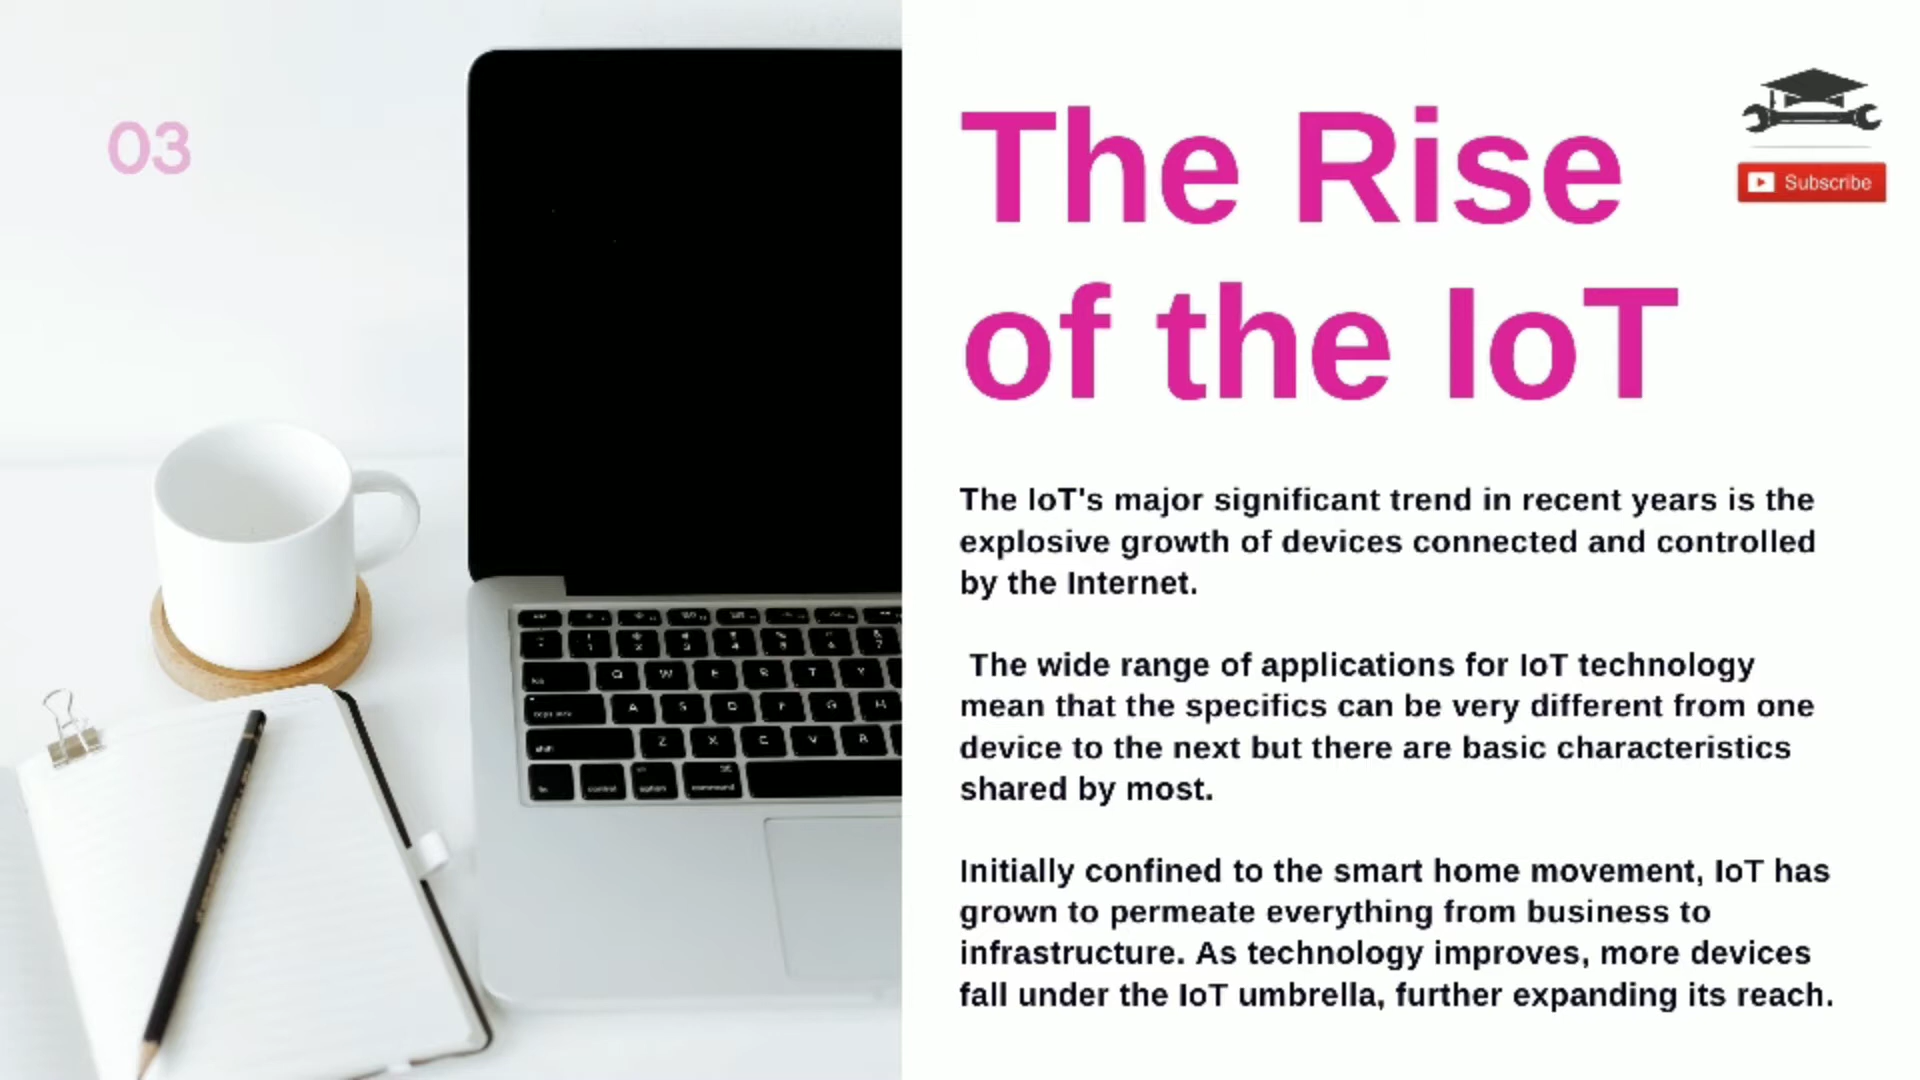 03
The Rise
of the IoT
Subscribe
The IoT's major significant trend in recent years is the
explosive growth of devices connected and controlled
by the Internet.
The wide range of applications for IoT technology
mean that the specifics can be very different from one
device to the next but there are basic characteristics
shared by most.
Initially confined to the smart home movement, IoT has
grown to permeate everything from business to
infrastructure. As technology improves, more devices
fall under the IoT umbrella, further expanding its reach.